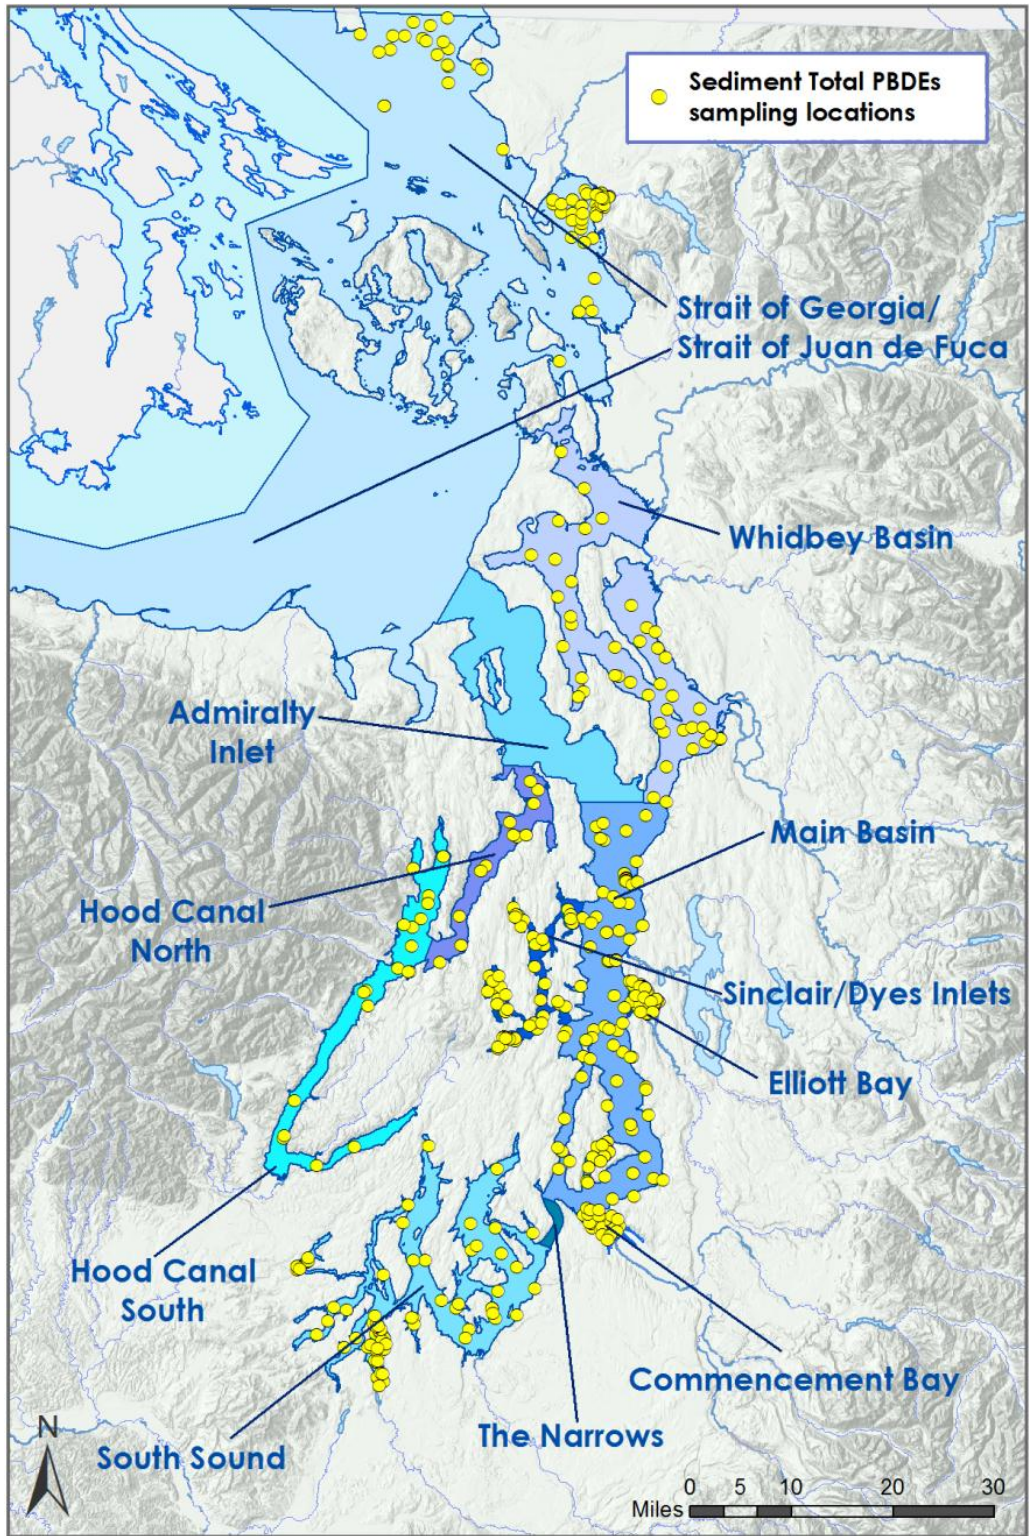 Sediment Total PBDEs
sampling locations
Strait of Georgia/
Strait of Juan de Fuca
Whidbey Basin
Admiralty
Inlet
Main Basin
Hood Canal
North
Sinclair/Dyes Inlets
Elliott Bay
Hood Canal
South
Commencement Bay
The Narrows
South Sound
N
0 5 10 20 30
Miles